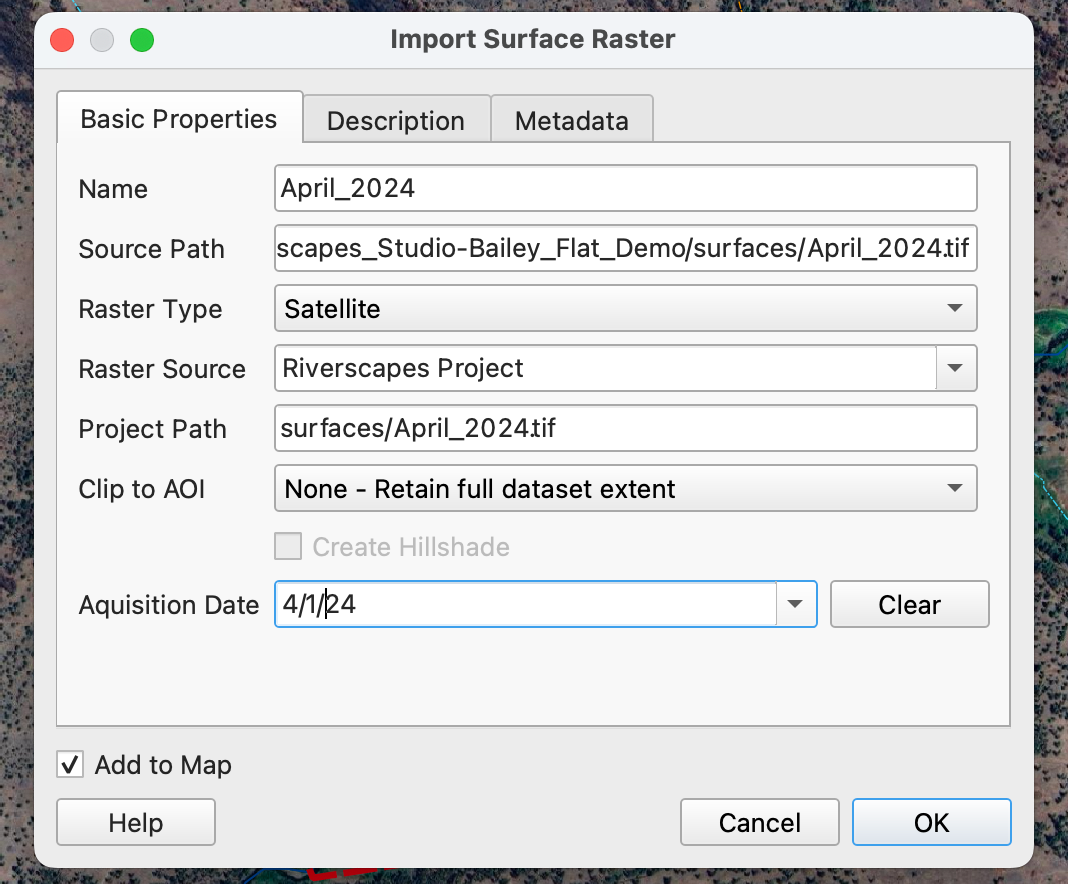 Import Surface Raster
Basic Properties
Description
Metadata
Name
April_2024
Source Path
scapes_Studio-Bailey_Flat_Demo/surfaces/April_2024.tif
Raster Type
Satellite
Raster Source
Riverscapes Project
Project Path
surfaces/April_2024.tif
Clip to AOI
None - Retain full dataset extent
Create Hillshade
Aquisition Date
4/1/24
Clear
Add to Map
Help
Cancel
OK